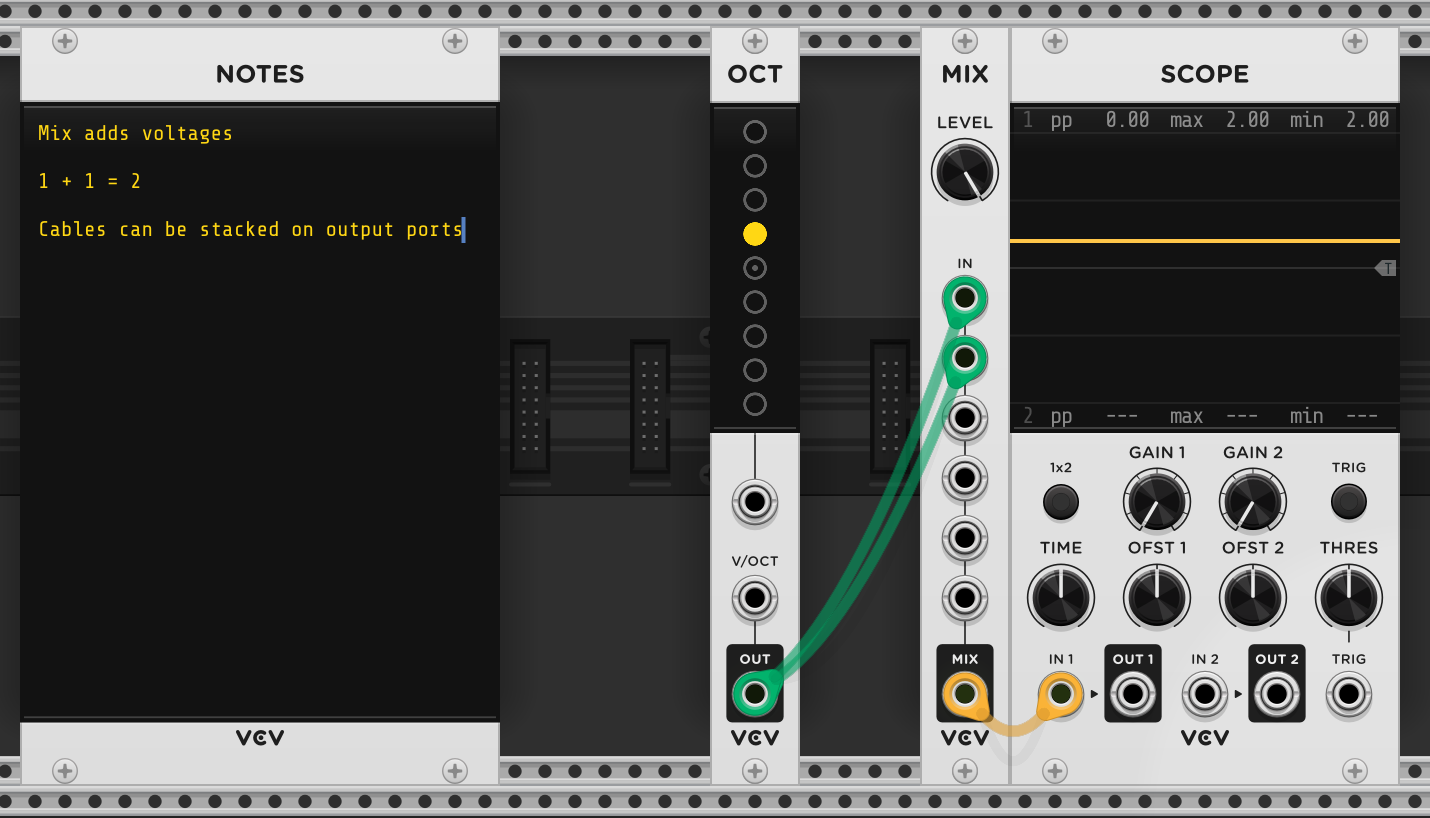 NOTES
Mix adds voltages
1 + 1 = 2
Cables can be stacked on output ports
VCV
OCT
V/OCT
OUT
VCV
MIX
LEVEL
IN
MIX
VCV
SCOPE
1 pp 0.00 max 2.00 min 2.00
T
2 pp --- max --- min ---
GAIN 1 GAIN 2
1x2 TRIG
TIME OFST 1 OFST 2 THRES
IN 1 OUT 1 IN 2 OUT 2 TRIG
VCV